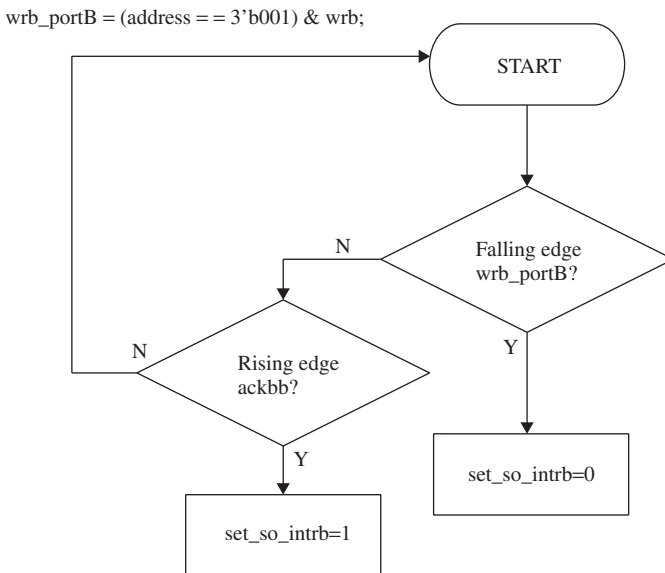 wrb_portB = (address = = 3’b001) & wrb;
START
N
Falling edge
wrb_portB?
Y
N
Rising edge
ackbb?
Y
set_so_intrb=0
set_so_intrb=1